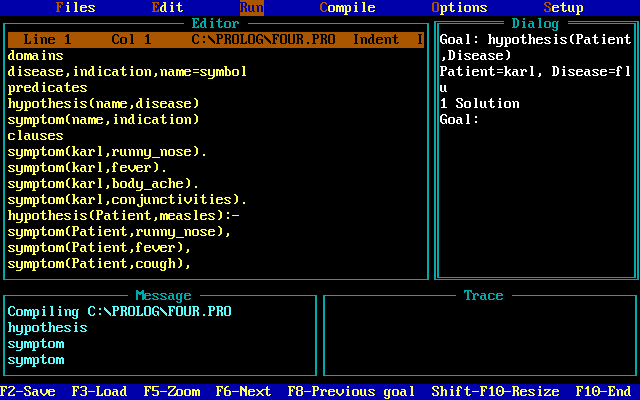 Files Edit Run Compile Options Setup
Editor
Line 1 Col 1 C:\PROLOG\FOUR.PRO Indent I
domains
disease,indication,name=symbol
predicates
hypothesis(name,disease)
symptom(name,indication)
clauses
symptom(karl,runny_nose).
symptom(karl,fever).
symptom(karl,body_ache).
symptom(karl,conjunctivities).
hypothesis(Patient,measles):-
symptom(Patient,runny_nose),
symptom(Patient,fever),
symptom(Patient,cough),
Dialog
Goal: hypothesis(Patient
,Disease)
Patient=karl, Disease=fl
u
1 Solution
Goal:
Message
Compiling C:\PROLOG\FOUR.PRO
hypothesis
symptom
symptom
Trace
F2-Save F3-Load F5-Zoom F6-Next F8-Previous goal Shift-F10-Resize F10-End